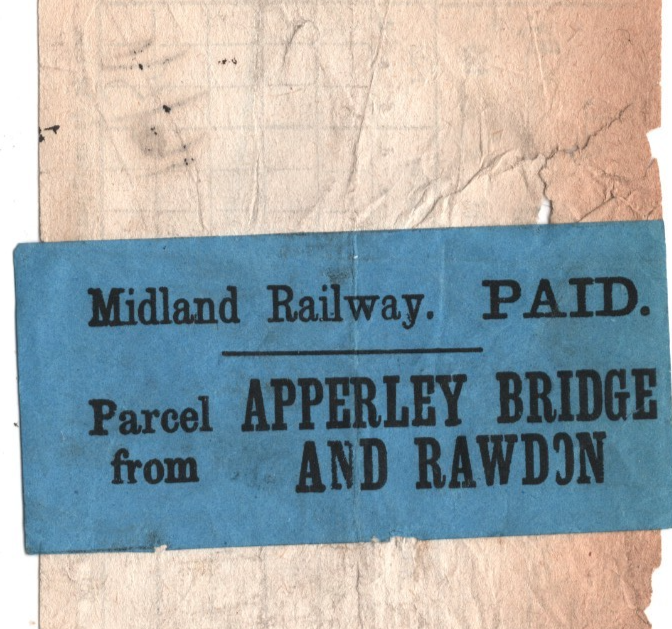 Midland Railway. PAID.
Parcel from APPERLEY BRIDGE
AND RAWDON